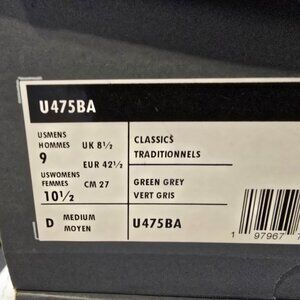 U475BA
USMENS
HOMMES
9
UK 8½
EUR 42½
USWOMENS
FEMMES
10½
CM 27
D
MEDIUM
MOYEN
CLASSICS
TRADITIONNELS
GREEN GREY
VERT GRIS
U475BA
1 97967 7